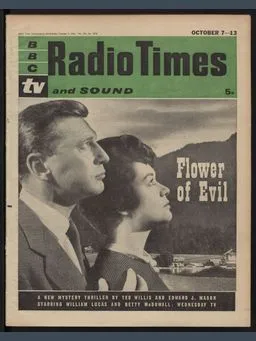 OCTOBER 7–13
BBC
tv
Radio Times
and SOUND
5D
Flower
of Evil
A NEW MYSTERY THRILLER BY TED WILLIS AND EDWARD J. MASON
STARRING WILLIAM LUCAS AND BETTY McDOWALL: WEDNESDAY TV